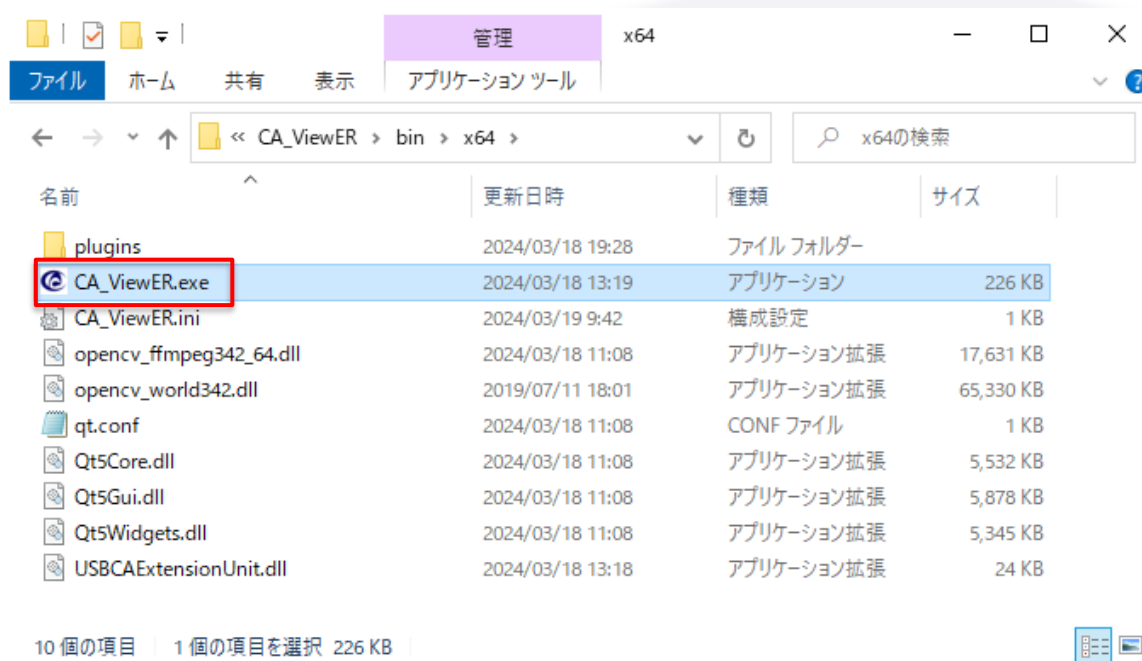 管理 x64
ファイル ホーム 共有 表示 アプリケーション ツール
« CA_ViewER › bin › x64 › x64の検索
名前 更新日時 種類 サイズ
plugins 2024/03/18 19:28 ファイル フォルダー
CA_ViewER.exe 2024/03/18 13:19 アプリケーション 226 KB
CA_ViewER.ini 2024/03/19 9:42 構成設定 1 KB
opencv_ffmpeg342_64.dll 2024/03/18 11:08 アプリケーション拡張 17,631 KB
opencv_world342.dll 2019/07/11 18:01 アプリケーション拡張 65,330 KB
qt.conf 2024/03/18 11:08 CONF ファイル 1 KB
Qt5Core.dll 2024/03/18 11:08 アプリケーション拡張 5,532 KB
Qt5Gui.dll 2024/03/18 11:08 アプリケーション拡張 5,878 KB
Qt5Widgets.dll 2024/03/18 11:08 アプリケーション拡張 5,345 KB
USBCAExtensionUnit.dll 2024/03/18 13:18 アプリケーション拡張 24 KB
10 個の項目 1 個の項目を選択 226 KB